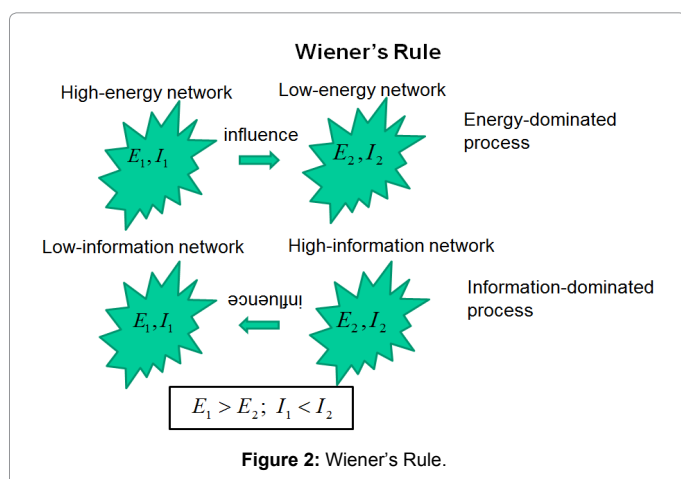 Wiener's Rule
High-energy network
Low-energy network
influence
E₁, I₁
E₂, I₂
Energy-dominated
process
Low-information network
High-information network
influence
E₁, I₁
E₂, I₂
Information-dominated
process
E₁ > E₂; I₁ < I₂
Figure 2: Wiener's Rule.